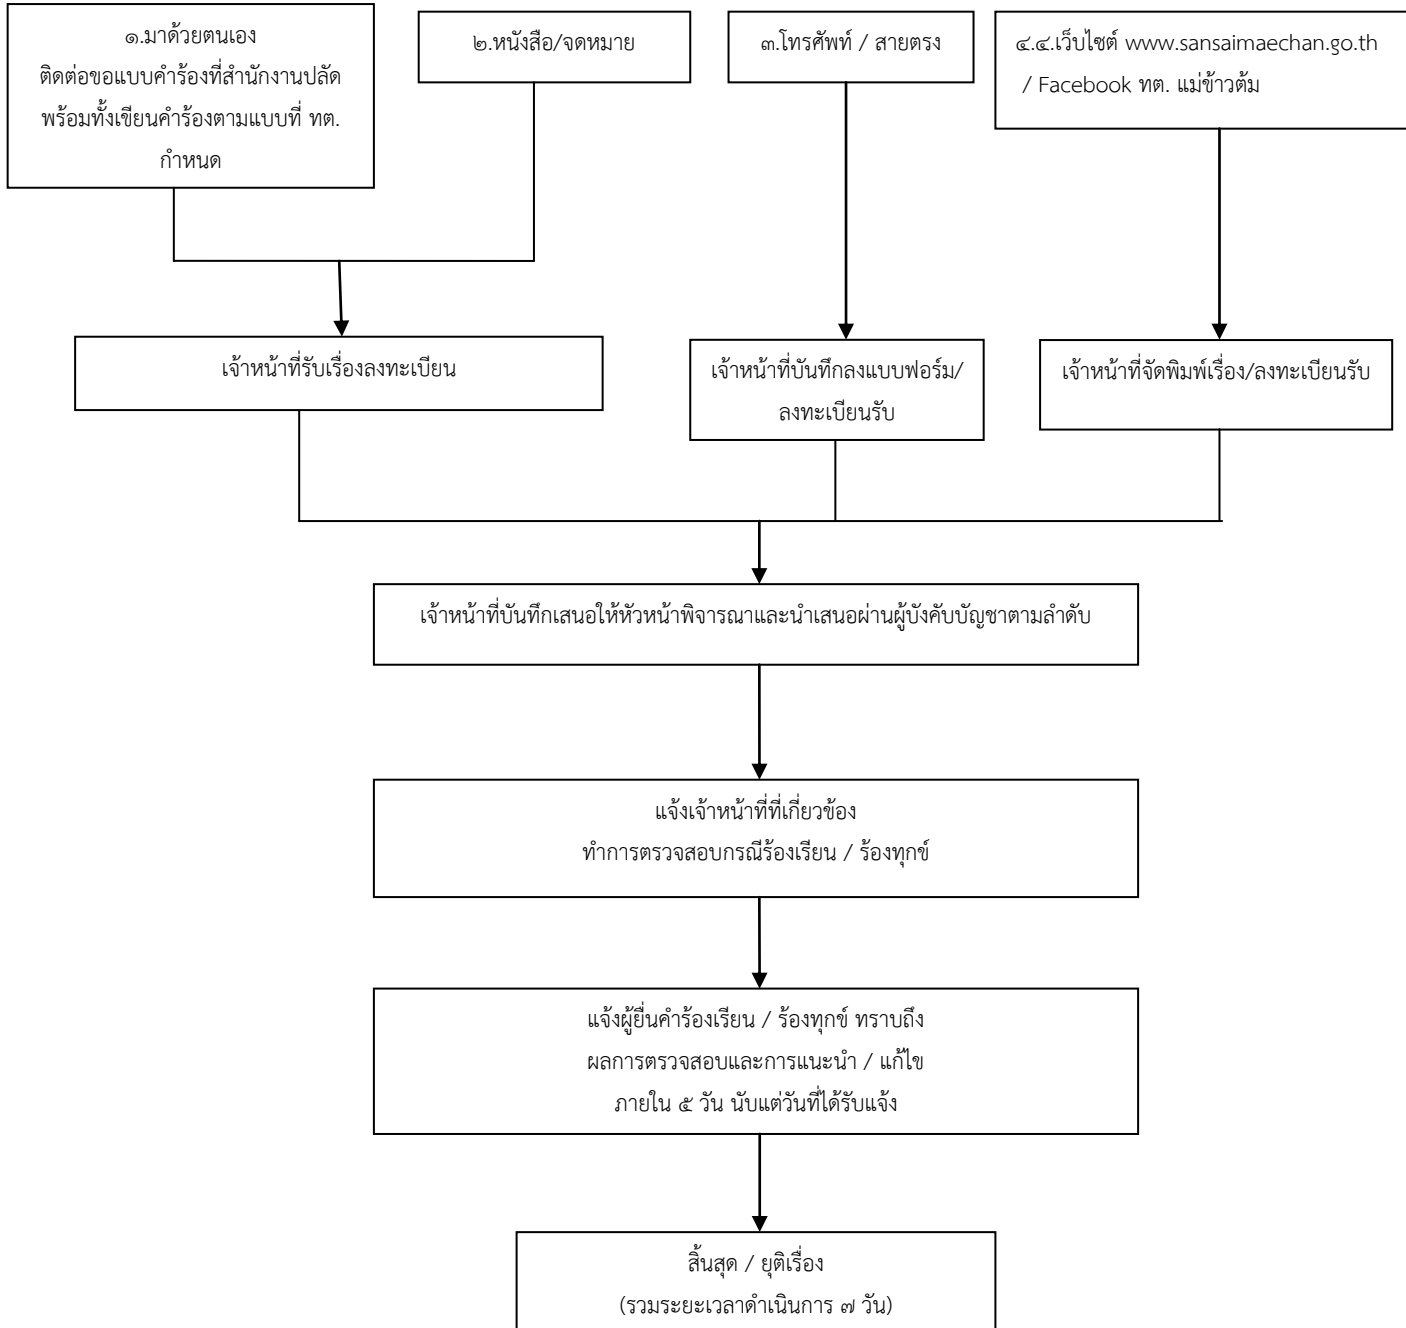 ๑.มาด้วยตนเอง
ติดต่อขอแบบคำร้องที่สำนักงานปลัด
พร้อมทั้งเขียนคำร้องตามแบบที่ ทต.
กำหนด
๒.หนังสือ/จดหมาย
๓.โทรศัพท์ / สายตรง
๔.๔.เว็บไซต์ www.sansaimaechan.go.th
/ Facebook ทต. แม่ข้าวต้ม
เจ้าหน้าที่รับเรื่องลงทะเบียน
เจ้าหน้าที่บันทึกลงแบบฟอร์ม/
ลงทะเบียนรับ
เจ้าหน้าที่จัดพิมพ์เรื่อง/ลงทะเบียนรับ
เจ้าหน้าที่บันทึกเสนอให้หัวหน้าพิจารณาและนำเสนอผ่านผู้บังคับบัญชาตามลำดับ
แจ้งเจ้าหน้าที่ที่เกี่ยวข้อง
ทำการตรวจสอบกรณีร้องเรียน / ร้องทุกข์
แจ้งผู้ยื่นคำร้องเรียน / ร้องทุกข์ ทราบถึง
ผลการตรวจสอบและการแนะนำ / แก้ไข
ภายใน ๕ วัน นับแต่วันที่ได้รับแจ้ง
สิ้นสุด / ยุติเรื่อง
(รวมระยะเวลาดำเนินการ ๗ วัน)